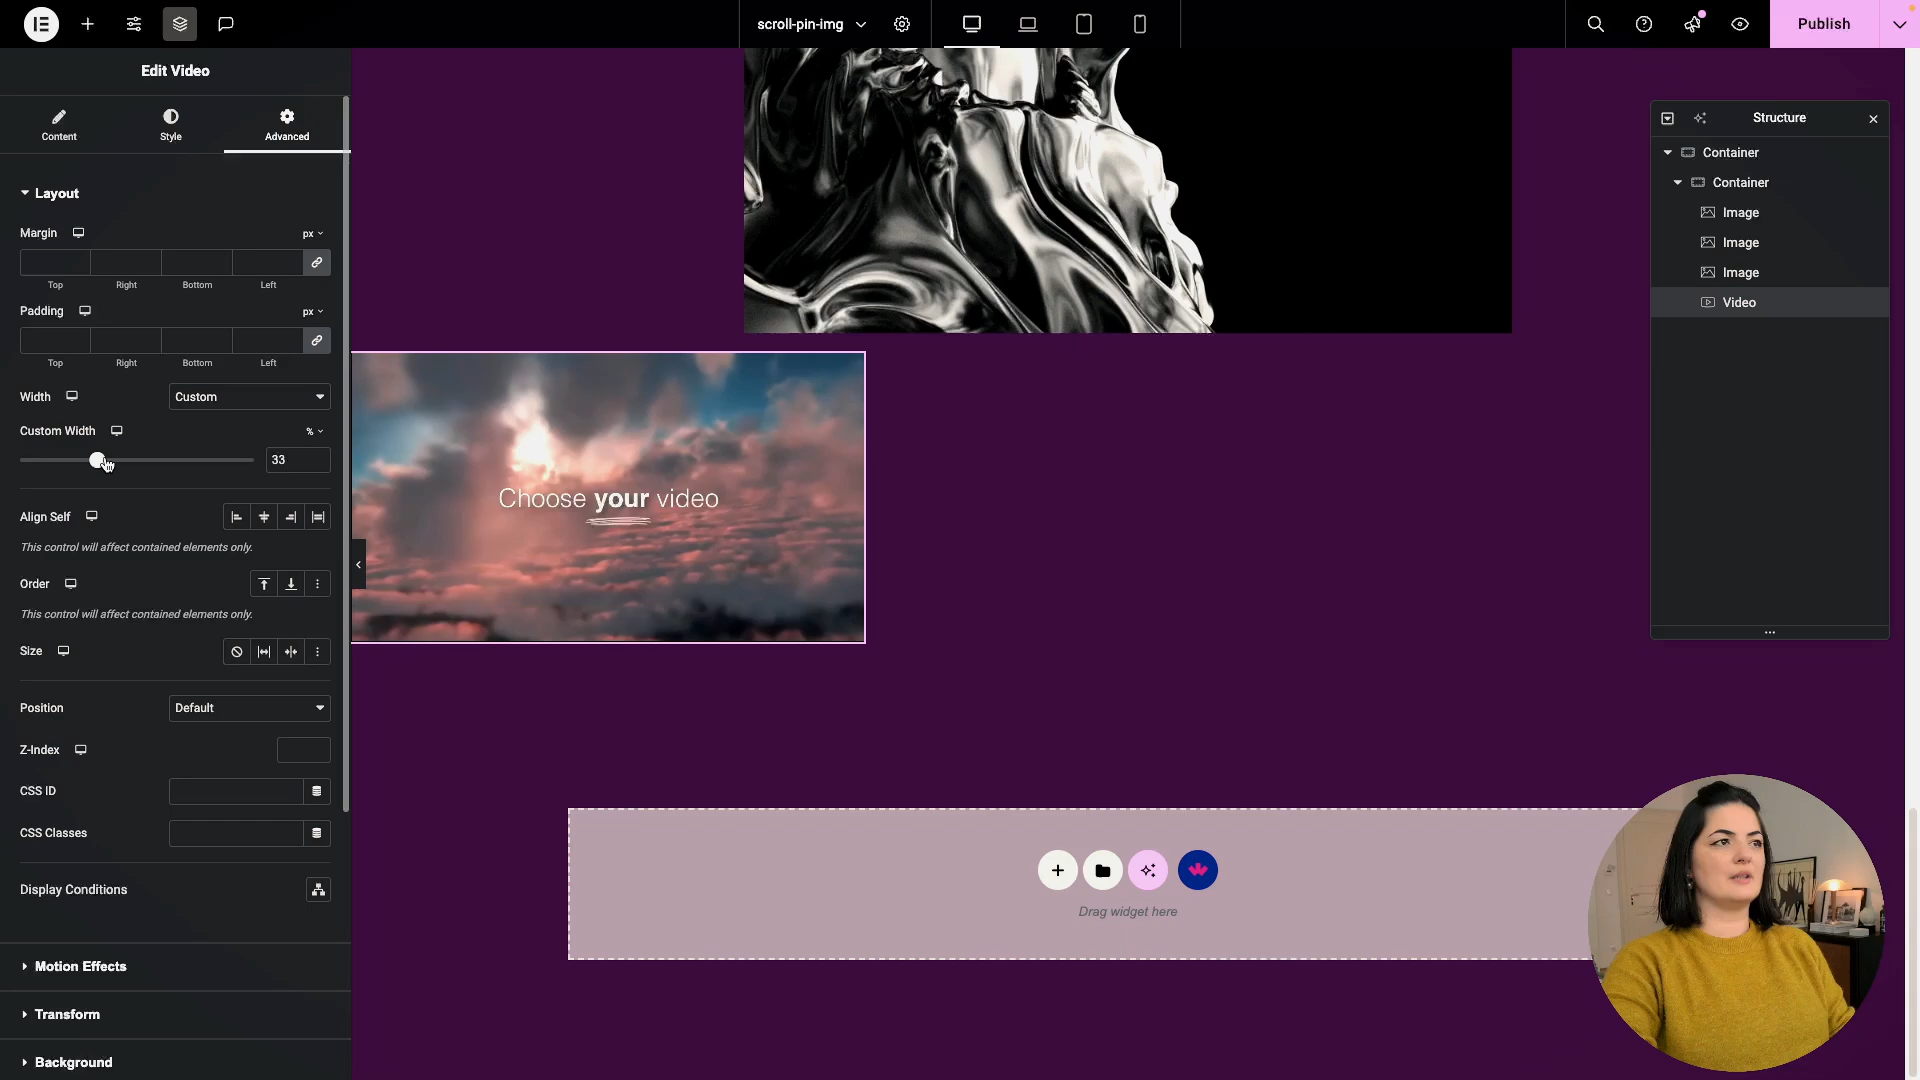 scroll-pin-img
Publish
Edit Video
Content
Style
Advanced
Layout
Margin
px
Top
Right
Bottom
Left
Padding
px
Top
Right
Bottom
Left
Width
Custom
Custom Width
%
33
Align Self
This control will affect contained elements only.
Order
This control will affect contained elements only.
Size
Position
Default
Z-Index
CSS ID
CSS Classes
Display Conditions
Motion Effects
Transform
Background
Choose your video
Drag widget here
Structure
Container
Container
Image
Image
Image
Video